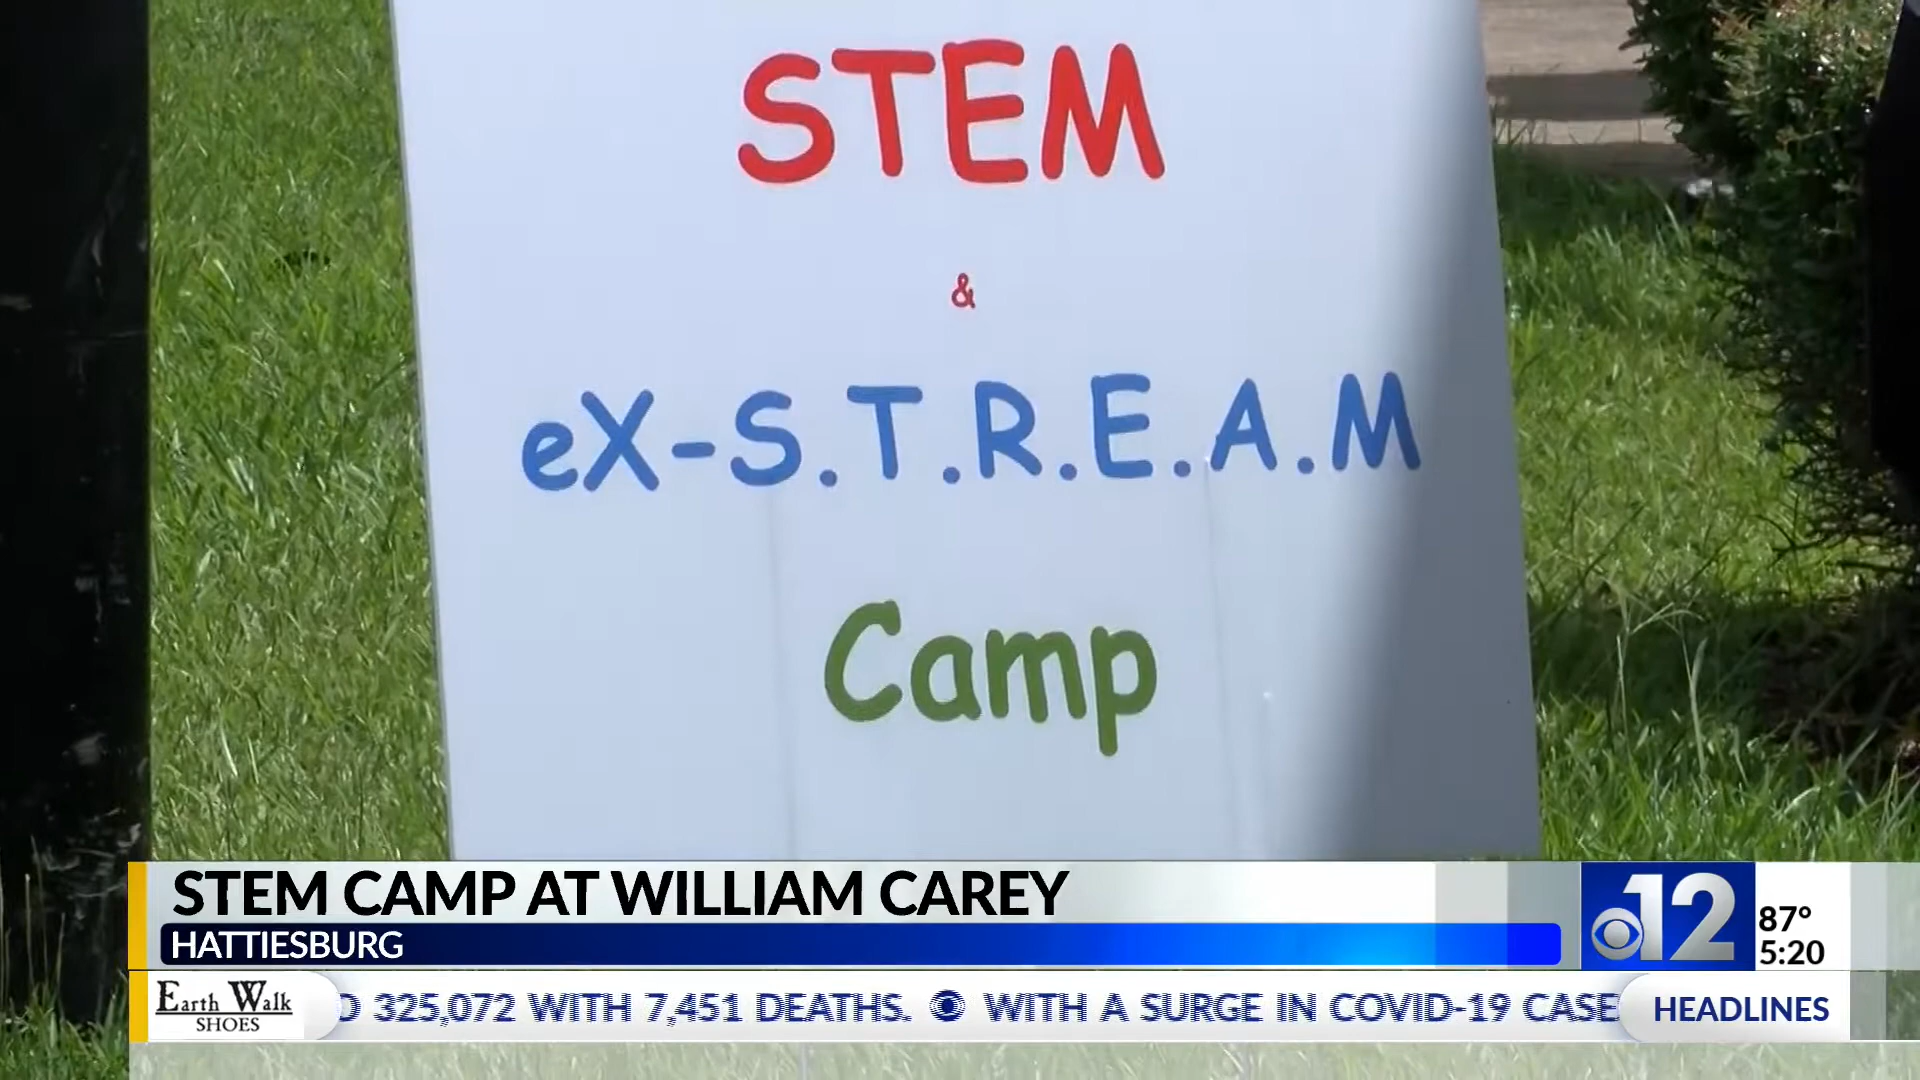 STEM
&
eX-S.T.R.E.A.M
Camp
STEM CAMP AT WILLIAM CAREY
HATTIESBURG
12
87°
5:20
Earth Walk
SHOES
325,072 WITH 7,451 DEATHS. WITH A SURGE IN COVID-19 CASE
HEADLINES